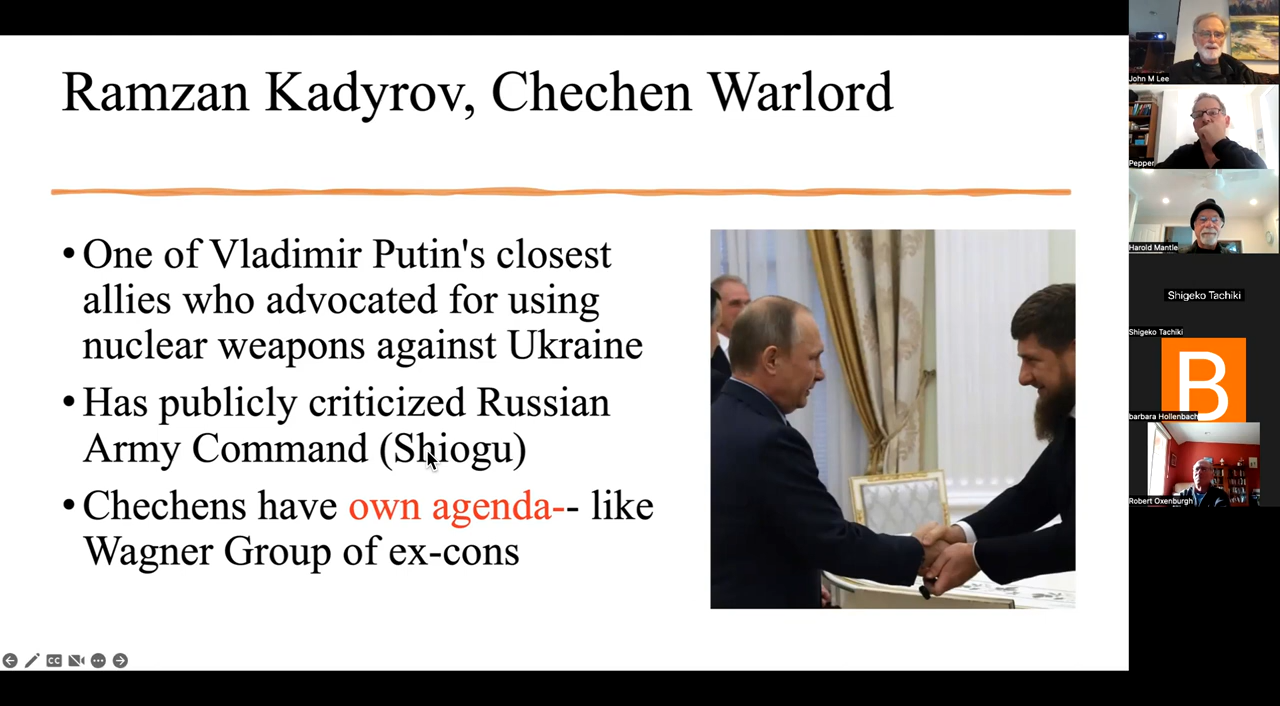 Ramzan Kadyrov, Chechen Warlord
• One of Vladimir Putin's closest
allies who advocated for using
nuclear weapons against Ukraine
• Has publicly criticized Russian
Army Command (Shiogu)
• Chechens have own agenda-- like
Wagner Group of ex-cons
CC
John M Lee
Pepper
Harold Mantle
Shigeko Tachiki
Shigeko Tachiki
B
barbara Hollenbach
Robert Oxenburgh